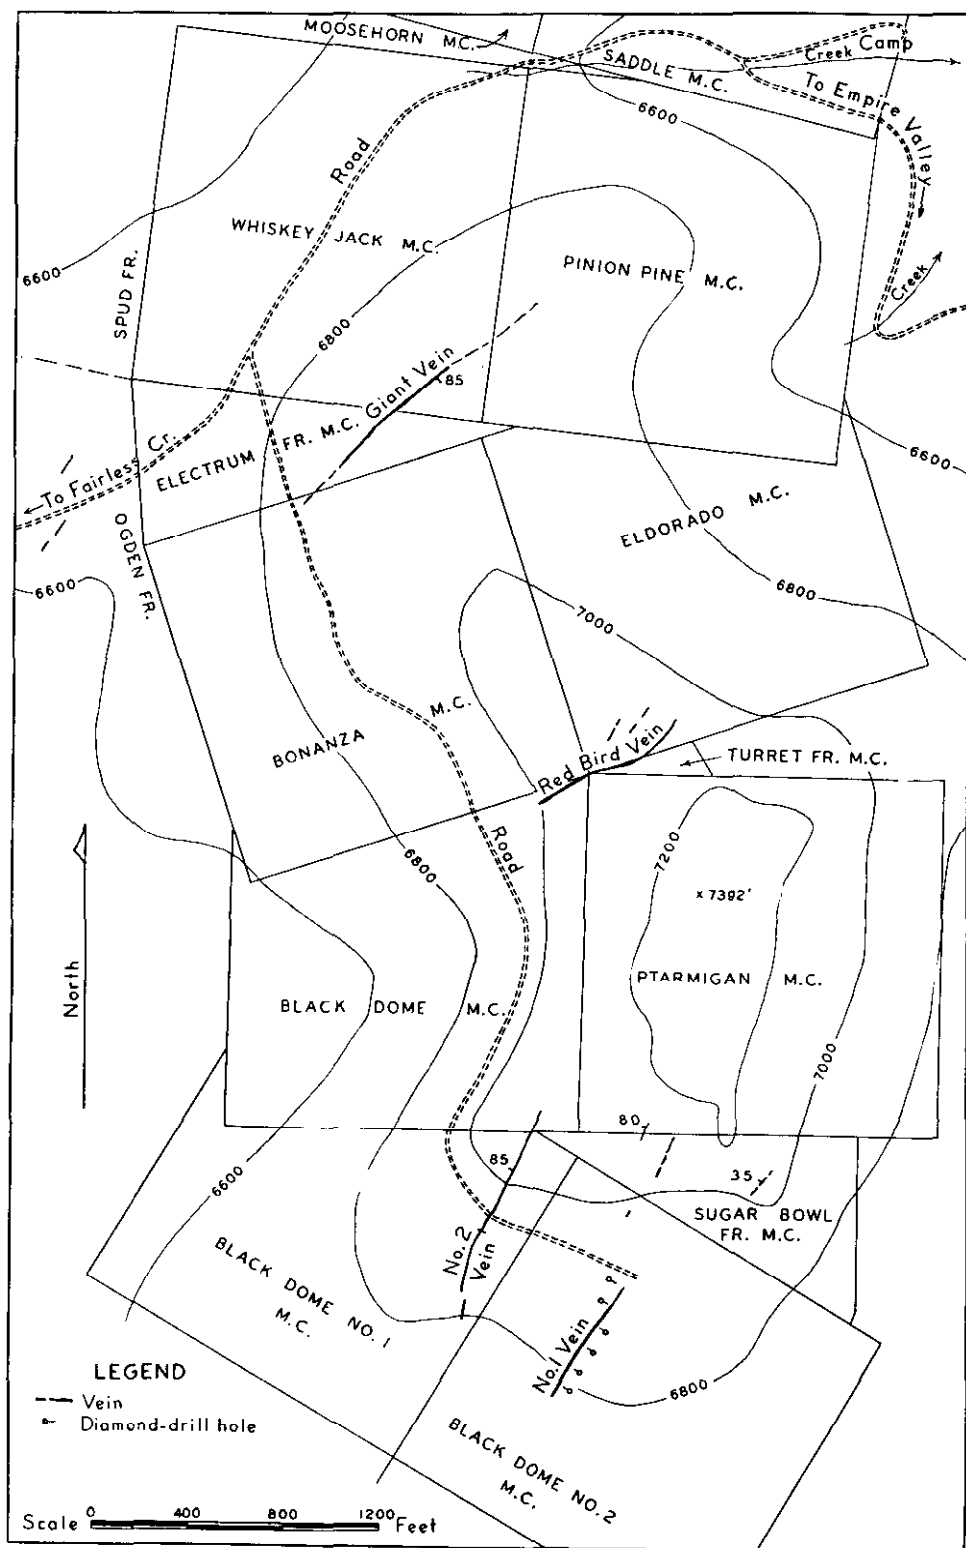 MOOSEHORN M.C.
SADDLE M.C.
Creek Camp
To Empire Valley
6600
Road
WHISKEY JACK M.C.
PINION PINE M.C.
Creek
6600
SPUD FR.
6800
Giant Vein
85
ELECTRUM FR. M.C.
To Fairless Cr.
6600
ELDORADO M.C.
OGDEN FR.
6600
6800
7000
BONANZA M.C.
Red Bird Vein
TURRET FR. M.C.
Road
7200
6800
x 7392'
North
BLACK DOME M.C.
PTARMIGAN M.C.
7000
80
85
35
6600
SUGAR BOWL
FR. M.C.
No. 2
Vein
BLACK DOME NO. 1
M.C.
No. 1 Vein
6800
BLACK DOME NO. 2
M.C.
LEGEND
Vein
Diamond-drill hole
Scale 0 400 800 1200 Feet